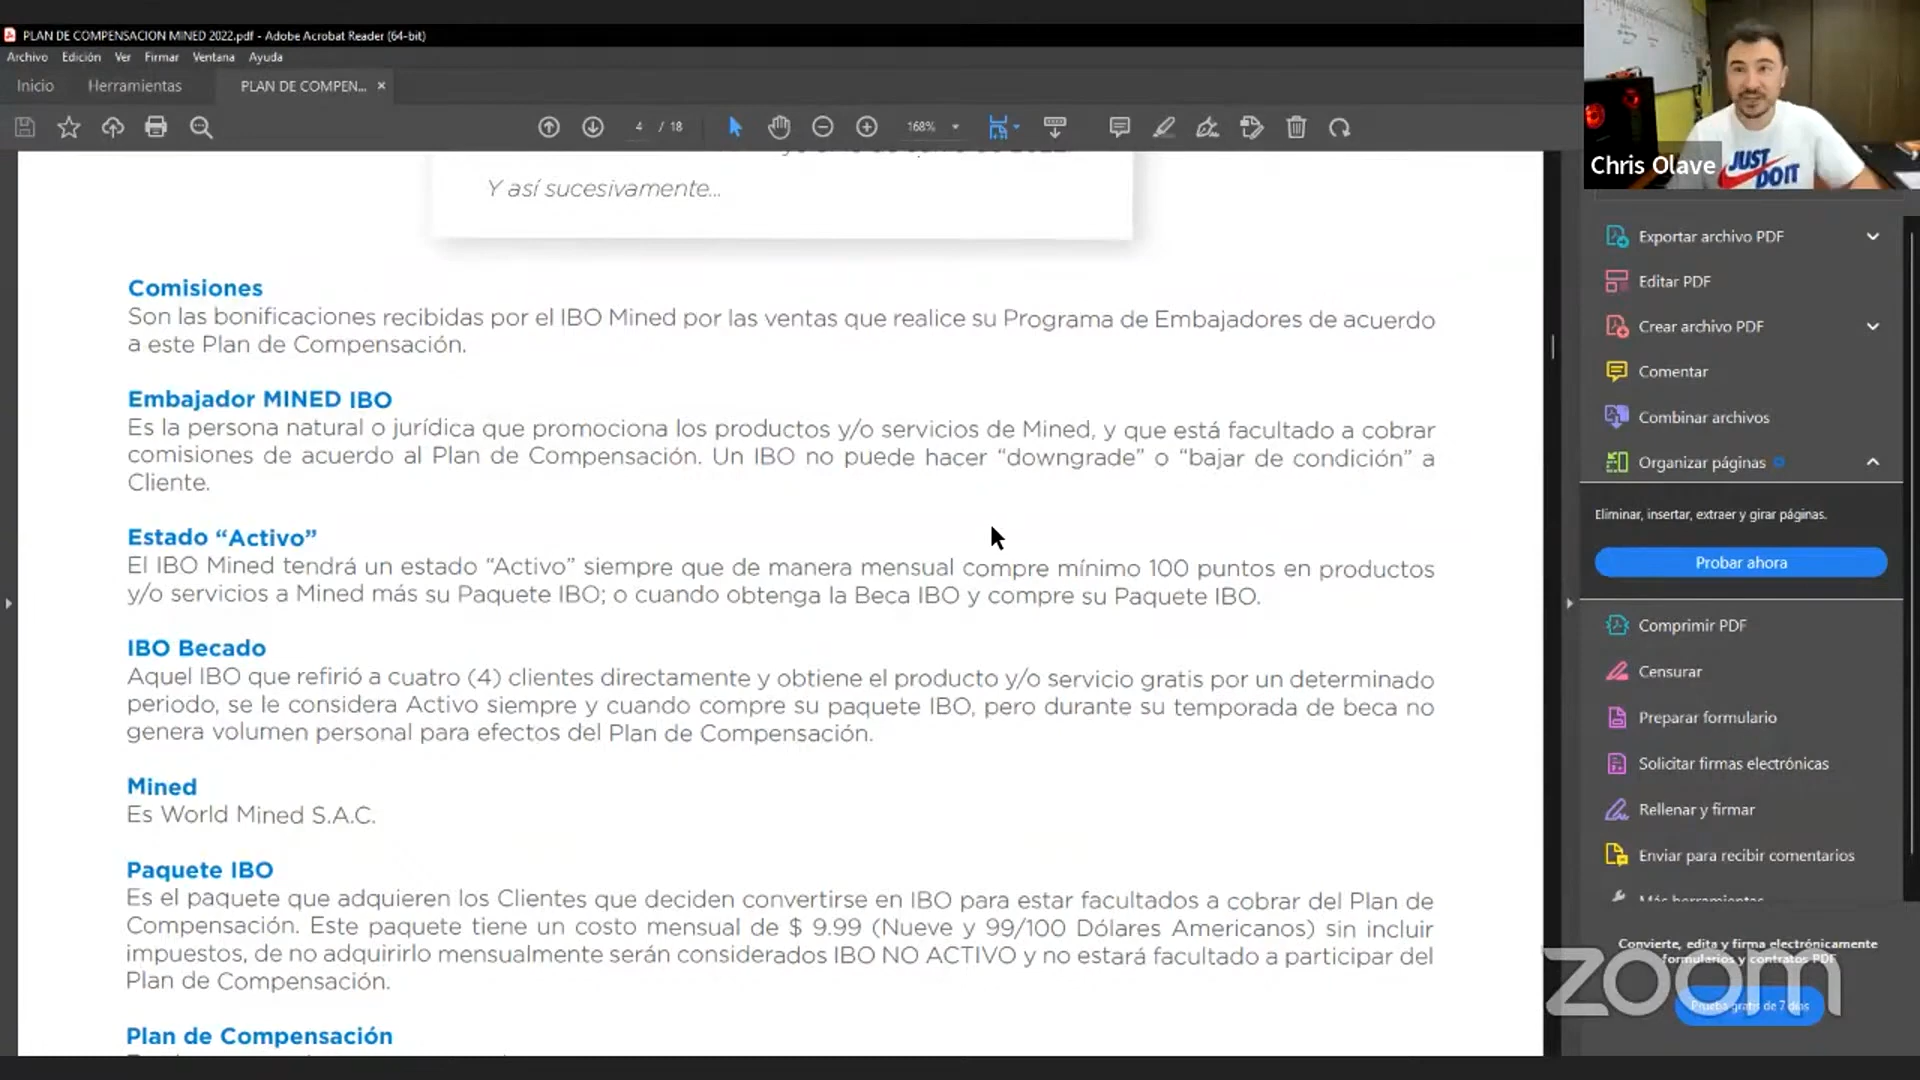 PLAN DE COMPENSACION MINED 2022.pdf - Adobe Acrobat Reader (64-bit)
Archivo Edición Ver Firmar Ventana Ayuda
Inicio Herramientas PLAN DE COMPEN... ×
4 / 18 168%
Y así sucesivamente...
Comisiones
Son las bonificaciones recibidas por el IBO Mined por las ventas que realice su Programa de Embajadores de acuerdo
a este Plan de Compensación.
Embajador MINED IBO
Es la persona natural o jurídica que promociona los productos y/o servicios de Mined, y que está facultado a cobrar
comisiones de acuerdo al Plan de Compensación. Un IBO no puede hacer “downgrade” o “bajar de condición” a
Cliente.
Estado “Activo”
El IBO Mined tendrá un estado “Activo” siempre que de manera mensual compre mínimo 100 puntos en productos
y/o servicios a Mined más su Paquete IBO; o cuando obtenga la Beca IBO y compre su Paquete IBO.
IBO Becado
Aquel IBO que refirió a cuatro (4) clientes directamente y obtiene el producto y/o servicio gratis por un determinado
periodo, se le considera Activo siempre y cuando compre su paquete IBO, pero durante su temporada de beca no
genera volumen personal para efectos del Plan de Compensación.
Mined
Es World Mined S.A.C.
Paquete IBO
Es el paquete que adquieren los Clientes que deciden convertirse en IBO para estar facultados a cobrar del Plan de
Compensación. Este paquete tiene un costo mensual de $ 9.99 (Nueve y 99/100 Dólares Americanos) sin incluir
impuestos, de no adquirirlo mensualmente serán considerados IBO NO ACTIVO y no estará facultado a participar del
Plan de Compensación.
Plan de Compensación
Chris Olave
JUST
DO IT
Exportar archivo PDF
Editar PDF
Crear archivo PDF
Comentar
Combinar archivos
Organizar páginas
Eliminar, insertar, extraer y girar páginas.
Probar ahora
Comprimir PDF
Censurar
Preparar formulario
Solicitar firmas electrónicas
Rellenar y firmar
Enviar para recibir comentarios
Más herramientas
Convierte, edita y firma electrónicamente
formularios y contratos PDF
Prueba gratis de 7 días
zoom